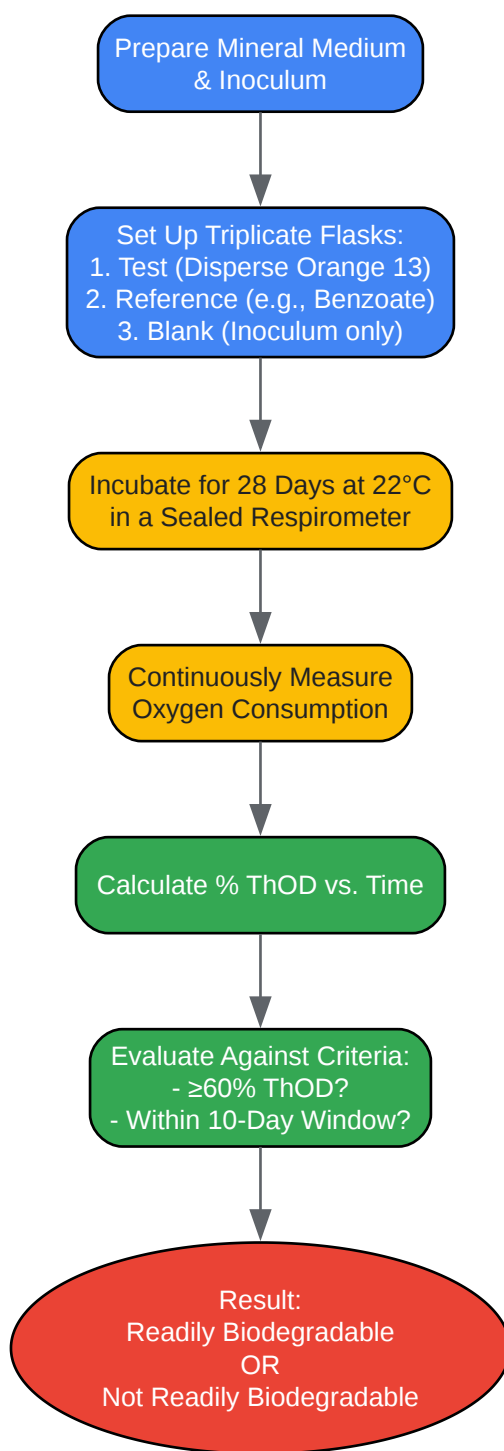 Prepare Mineral Medium
& Inoculum
Set Up Triplicate Flasks:
1. Test (Disperse Orange 13)
2. Reference (e.g., Benzoate)
3. Blank (Inoculum only)
Incubate for 28 Days at 22°C
in a Sealed Respirometer
Continuously Measure
Oxygen Consumption
Calculate % ThOD vs. Time
Evaluate Against Criteria:
- ≥60% ThOD?
- Within 10-Day Window?
Result:
Readily Biodegradable
OR
Not Readily Biodegradable